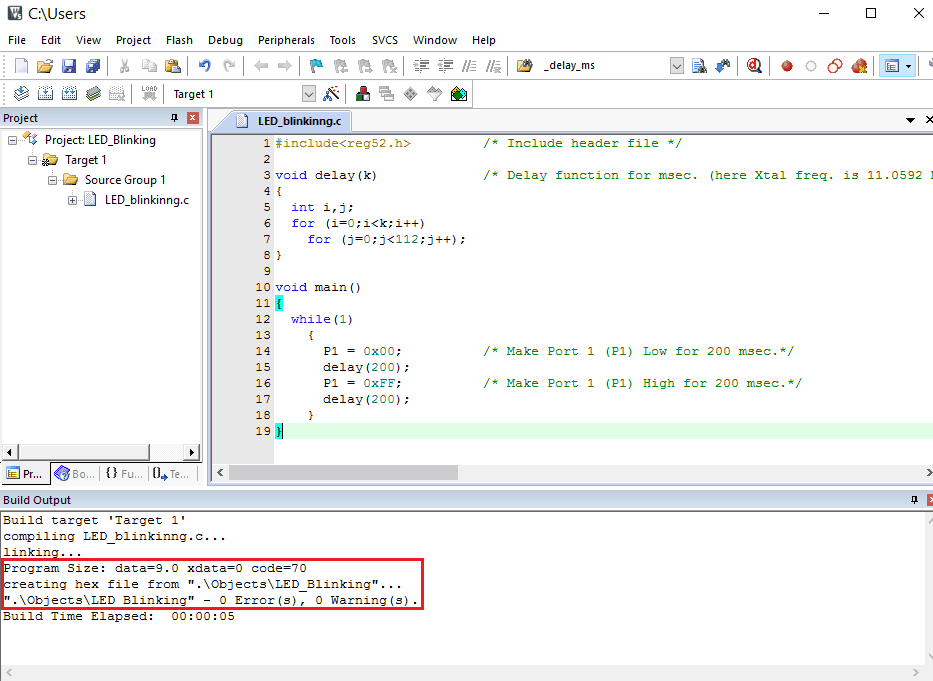 C:\Users
File Edit View Project Flash Debug Peripherals Tools SVCS Window Help
_delay_ms
LOAD Target 1
Project
Project: LED_Blinking
Target 1
Source Group 1
LED_blinkinng.c
Pr... Bo... {} Fu... Te...
LED_blinkinng.c
1 #include<reg52.h> /* Include header file */
2
3 void delay(k) /* Delay function for msec. (here Xtal freq. is 11.0592
4 {
5 int i,j;
6 for (i=0;i<k;i++)
7 for (j=0;j<112;j++);
8 }
9
10 void main()
11 {
12 while(1)
13 {
14 P1 = 0x00; /* Make Port 1 (P1) Low for 200 msec.*/
15 delay(200);
16 P1 = 0xFF; /* Make Port 1 (P1) High for 200 msec.*/
17 delay(200);
18 }
19 }
Build Output
Build target 'Target 1'
compiling LED_blinkinng.c...
linking...
Program Size: data=9.0 xdata=0 code=70
creating hex file from ".\Objects\LED_Blinking"...
".\Objects\LED_Blinking" - 0 Error(s), 0 Warning(s).
Build Time Elapsed: 00:00:05